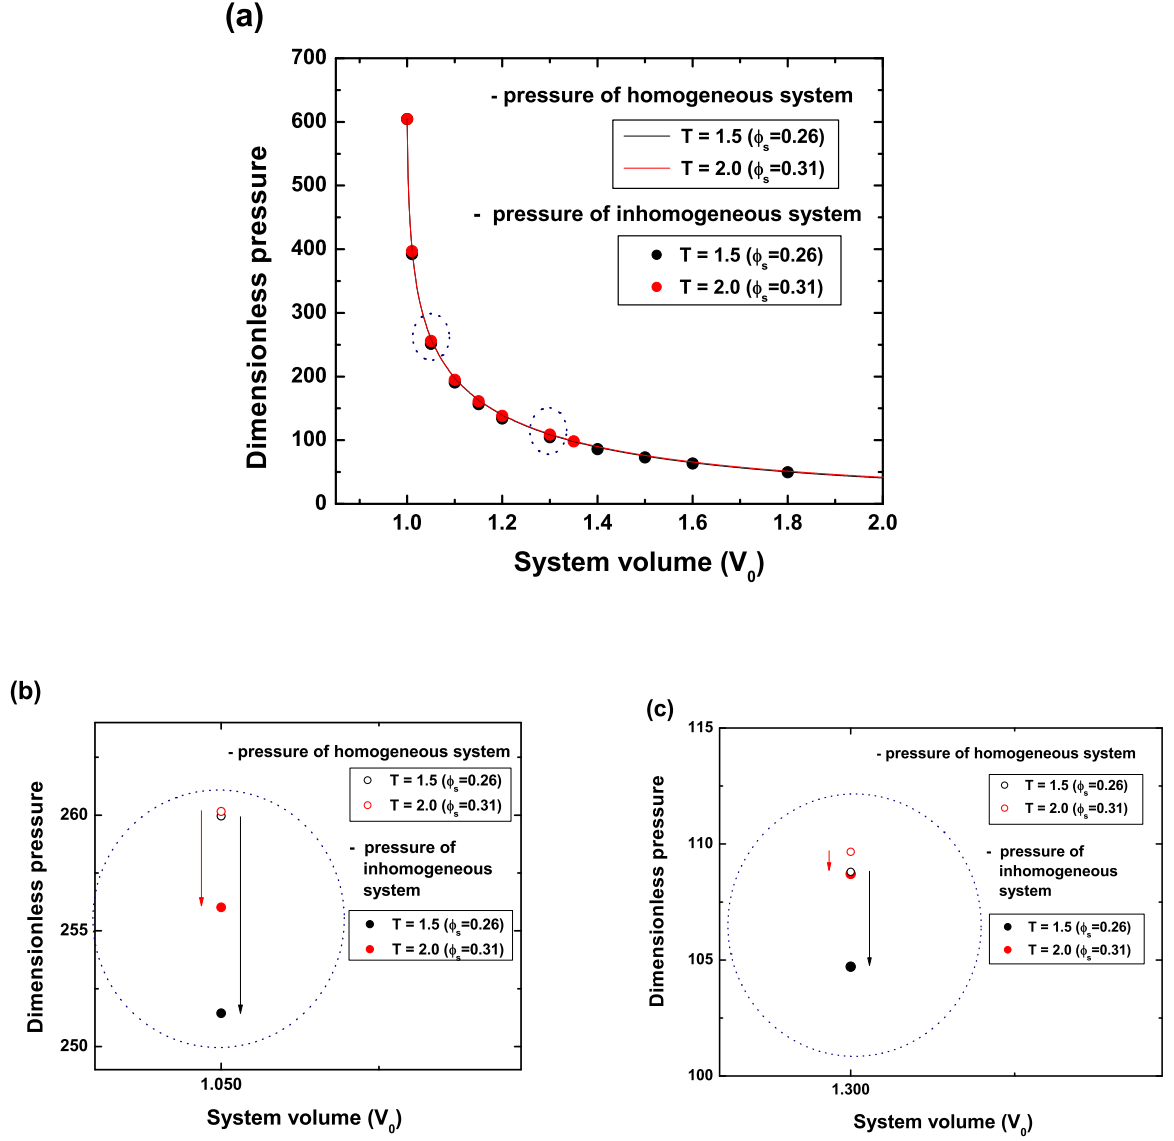 (a)
700
600
500
400
300
200
100
0
Dimensionless pressure
- pressure of homogeneous system
T = 1.5 (ϕs=0.26)
T = 2.0 (ϕs=0.31)
- pressure of inhomogeneous system
T = 1.5 (ϕs=0.26)
T = 2.0 (ϕs=0.31)
1.0 1.2 1.4 1.6 1.8 2.0
System volume (V0)
(b)
260
255
250
Dimensionless pressure
- pressure of homogeneous system
T = 1.5 (ϕs=0.26)
T = 2.0 (ϕs=0.31)
- pressure of
inhomogeneous
system
T = 1.5 (ϕs=0.26)
T = 2.0 (ϕs=0.31)
1.050
System volume (V0)
(c)
115
110
105
100
Dimensionless pressure
- pressure of homogeneous system
T = 1.5 (ϕs=0.26)
T = 2.0 (ϕs=0.31)
- pressure of
inhomogeneous
system
T = 1.5 (ϕs=0.26)
T = 2.0 (ϕs=0.31)
1.300
System volume (V0)